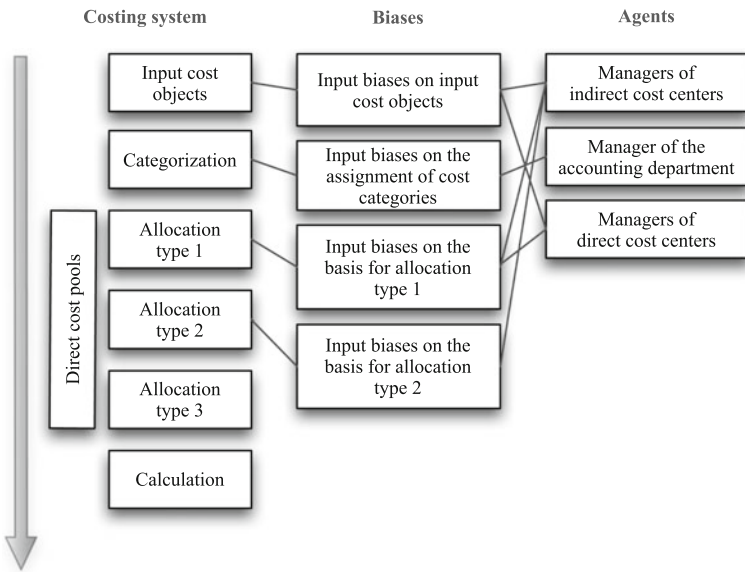 Costing system
Biases
Agents
Input cost
objects
Input biases on input
cost objects
Managers of
indirect cost centers
Categorization
Input biases on the
assignment of cost
categories
Manager of the
accounting department
Direct cost pools
Allocation
type 1
Input biases on the
basis for allocation
type 1
Managers of
direct cost centers
Allocation
type 2
Input biases on the
basis for allocation
type 2
Allocation
type 3
Calculation